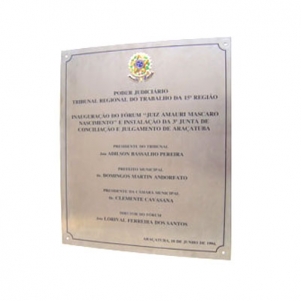 PODER JUDICIÁRIO
TRIBUNAL REGIONAL DO TRABALHO DA 15ª REGIÃO
INAUGURAÇÃO DO FÓRUM "JUIZ AMAURI MASCARO
NASCIMENTO" E INSTALAÇÃO DA 3ª JUNTA DE
CONCILIAÇÃO E JULGAMENTO DE ARAÇATUBA
PRESIDENTE DO TRIBUNAL
ADILSON BASSALHO PEREIRA
PREFEITO MUNICIPAL
DOMINGOS MARTIN ANDORFATO
PRESIDENTE DA CÂMARA MUNICIPAL
CLEMENTE CAVASANA
DIRETOR DO FÓRUM
LORIVAL FERREIRA DOS SANTOS
ARAÇATUBA, DE JUNHO DE